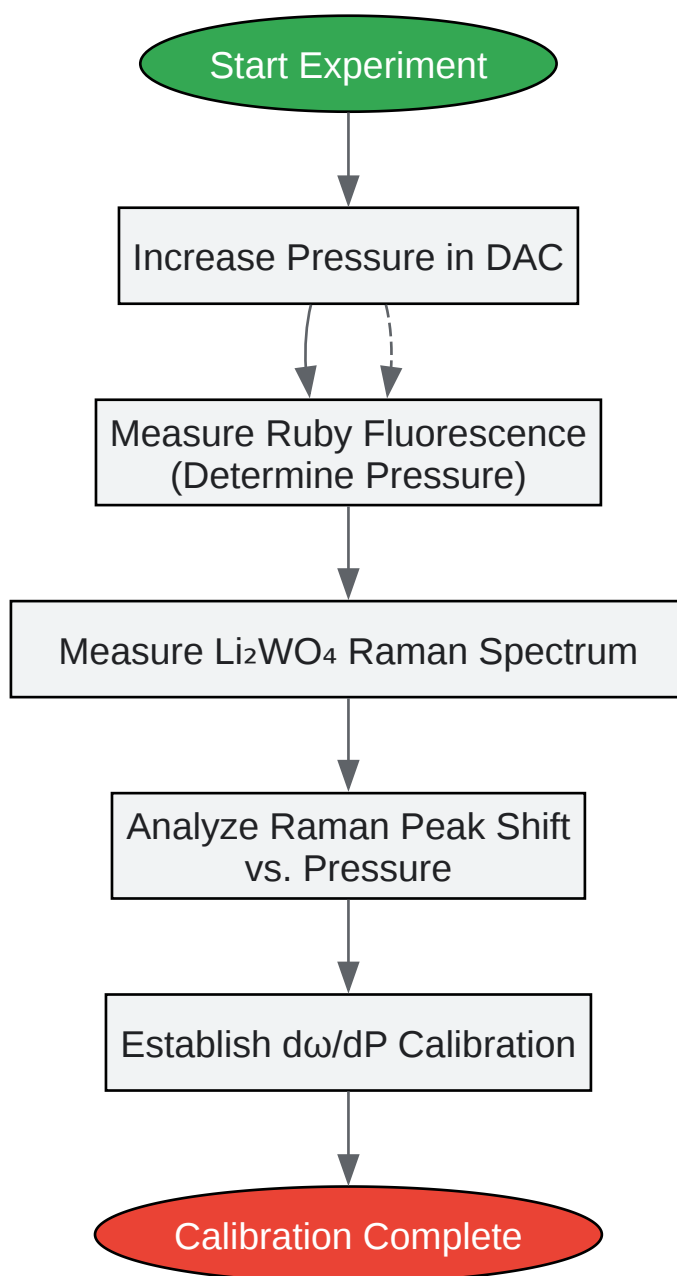 Start Experiment
Increase Pressure in DAC
Measure Ruby Fluorescence
(Determine Pressure)
Measure Li₂WO₄ Raman Spectrum
Analyze Raman Peak Shift
vs. Pressure
Establish dω/dP Calibration
Calibration Complete